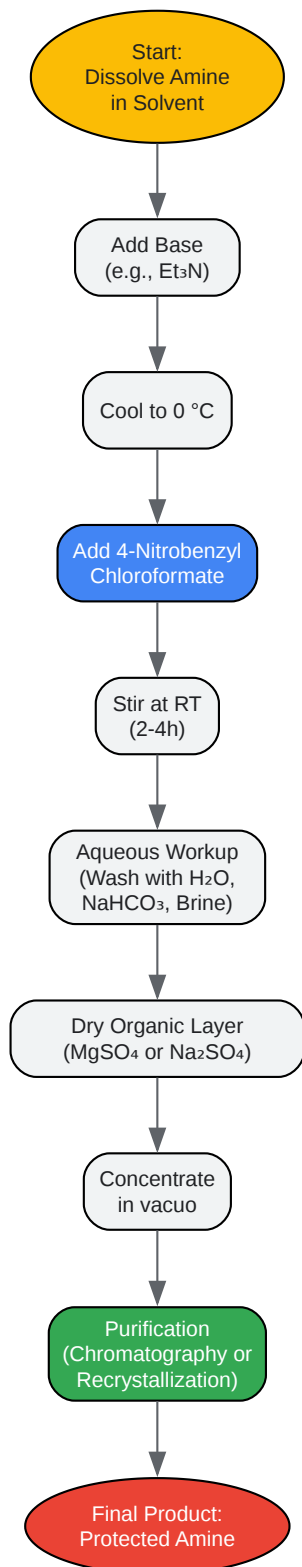 Start:
Dissolve Amine
in Solvent
Add Base
(e.g., Et₃N)
Cool to 0 °C
Add 4-Nitrobenzyl
Chloroformate
Stir at RT
(2-4h)
Aqueous Workup
(Wash with H₂O,
NaHCO₃, Brine)
Dry Organic Layer
(MgSO₄ or Na₂SO₄)
Concentrate
in vacuo
Purification
(Chromatography or
Recrystallization)
Final Product:
Protected Amine